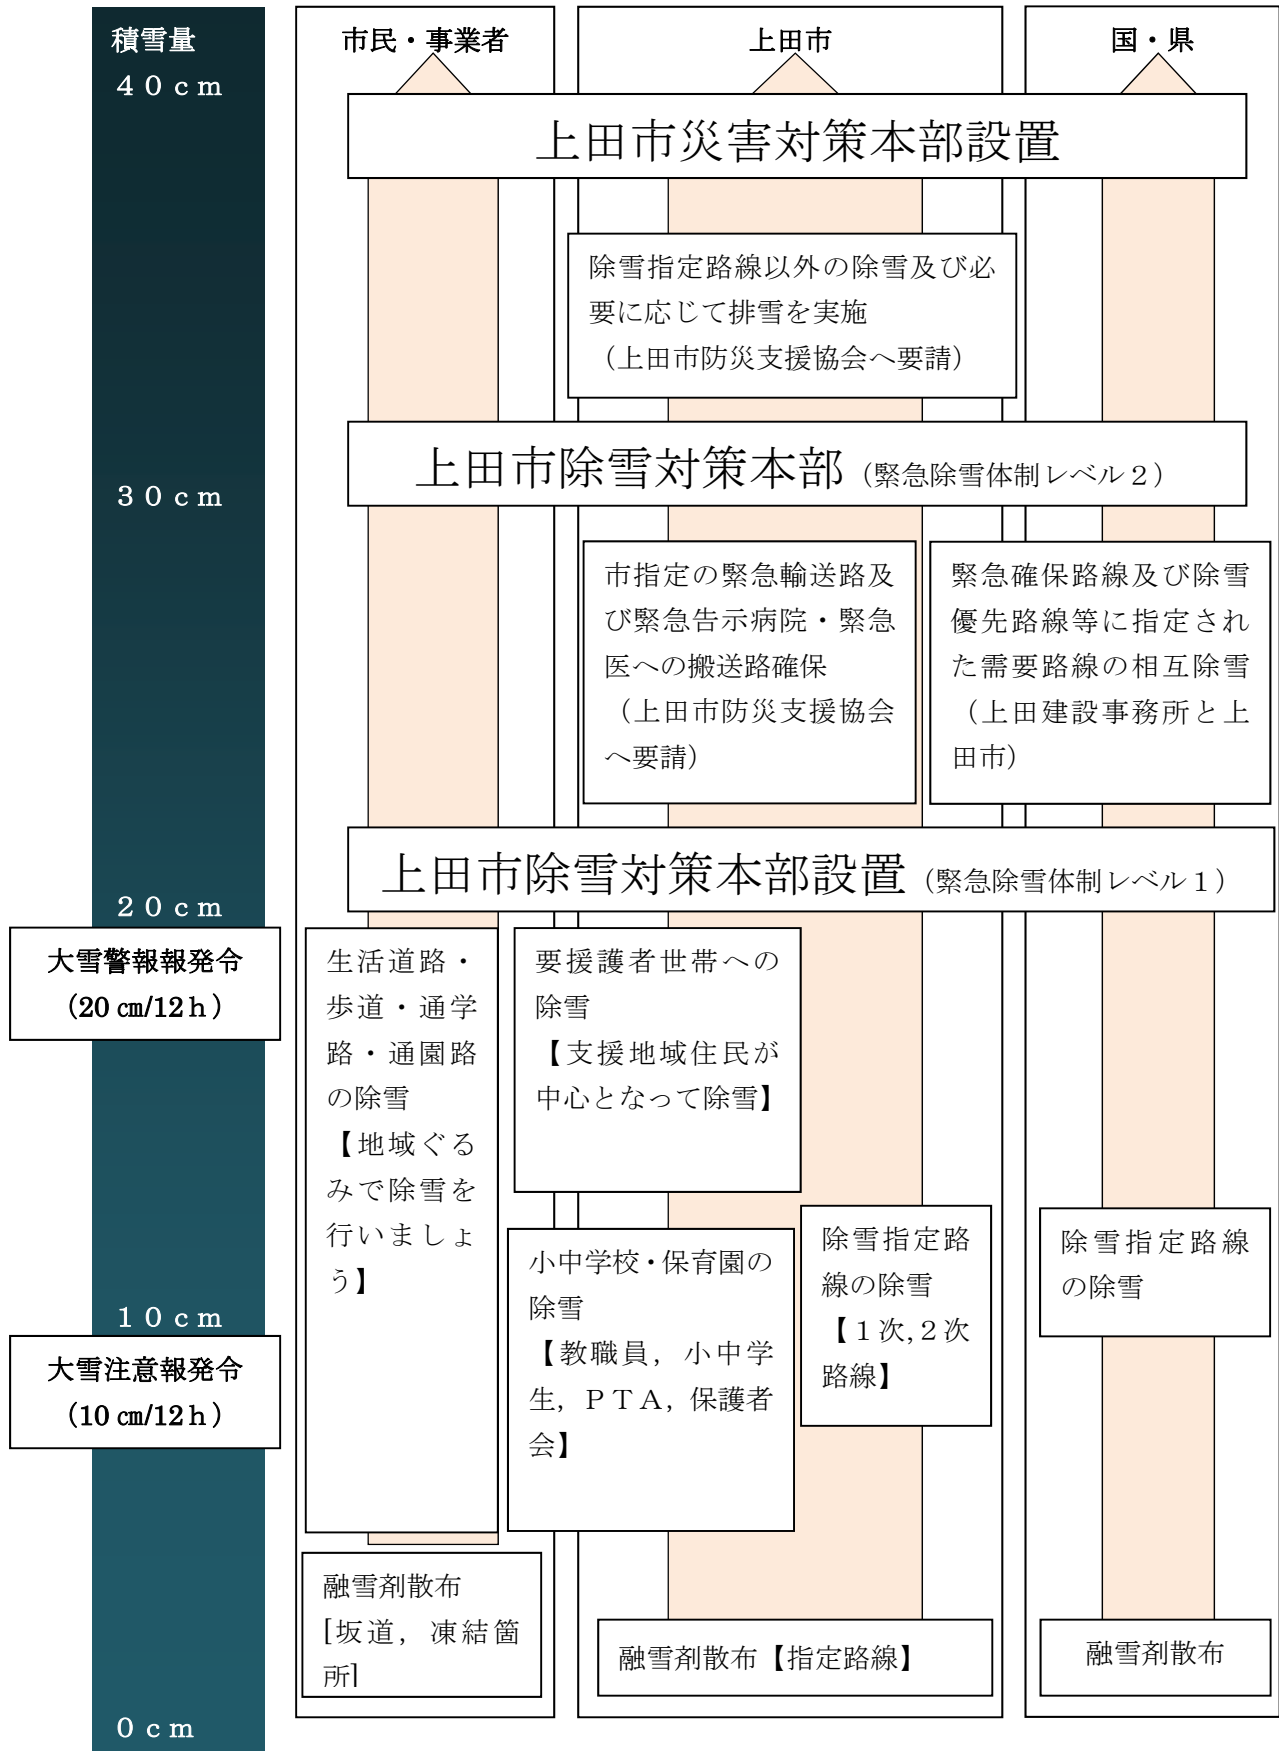 積雪量
４０ｃｍ
市民・事業者
上田市
国・県
上田市災害対策本部設置
除雪指定路線以外の除雪及び必
要に応じて排雪を実施
（上田市防災支援協会へ要請）
３０ｃｍ
上田市除雪対策本部（緊急除雪体制レベル２）
市指定の緊急輸送路及
び緊急告示病院・緊急
医への搬送路確保
（上田市防災支援協会
へ要請）
緊急確保路線及び除雪
優先路線等に指定され
た需要路線の相互除雪
（上田建設事務所と上
田市）
上田市除雪対策本部設置（緊急除雪体制レベル１）
２０ｃｍ
大雪警報報発令
（20 ㎝/12ｈ）
生活道路・
歩道・通学
路・通園路
の除雪
【地域ぐる
みで除雪を
行いましょ
う】
要援護者世帯への
除雪
【支援地域住民が
中心となって除雪】
小中学校・保育園の
除雪
【教職員，小中学
生，ＰＴＡ，保護者
会】
除雪指定路
線の除雪
【１次,２次
路線】
除雪指定路線
の除雪
１０ｃｍ
大雪注意報発令
（10 ㎝/12ｈ）
融雪剤散布
[坂道，凍結箇
所]
融雪剤散布【指定路線】
融雪剤散布
０ｃｍ